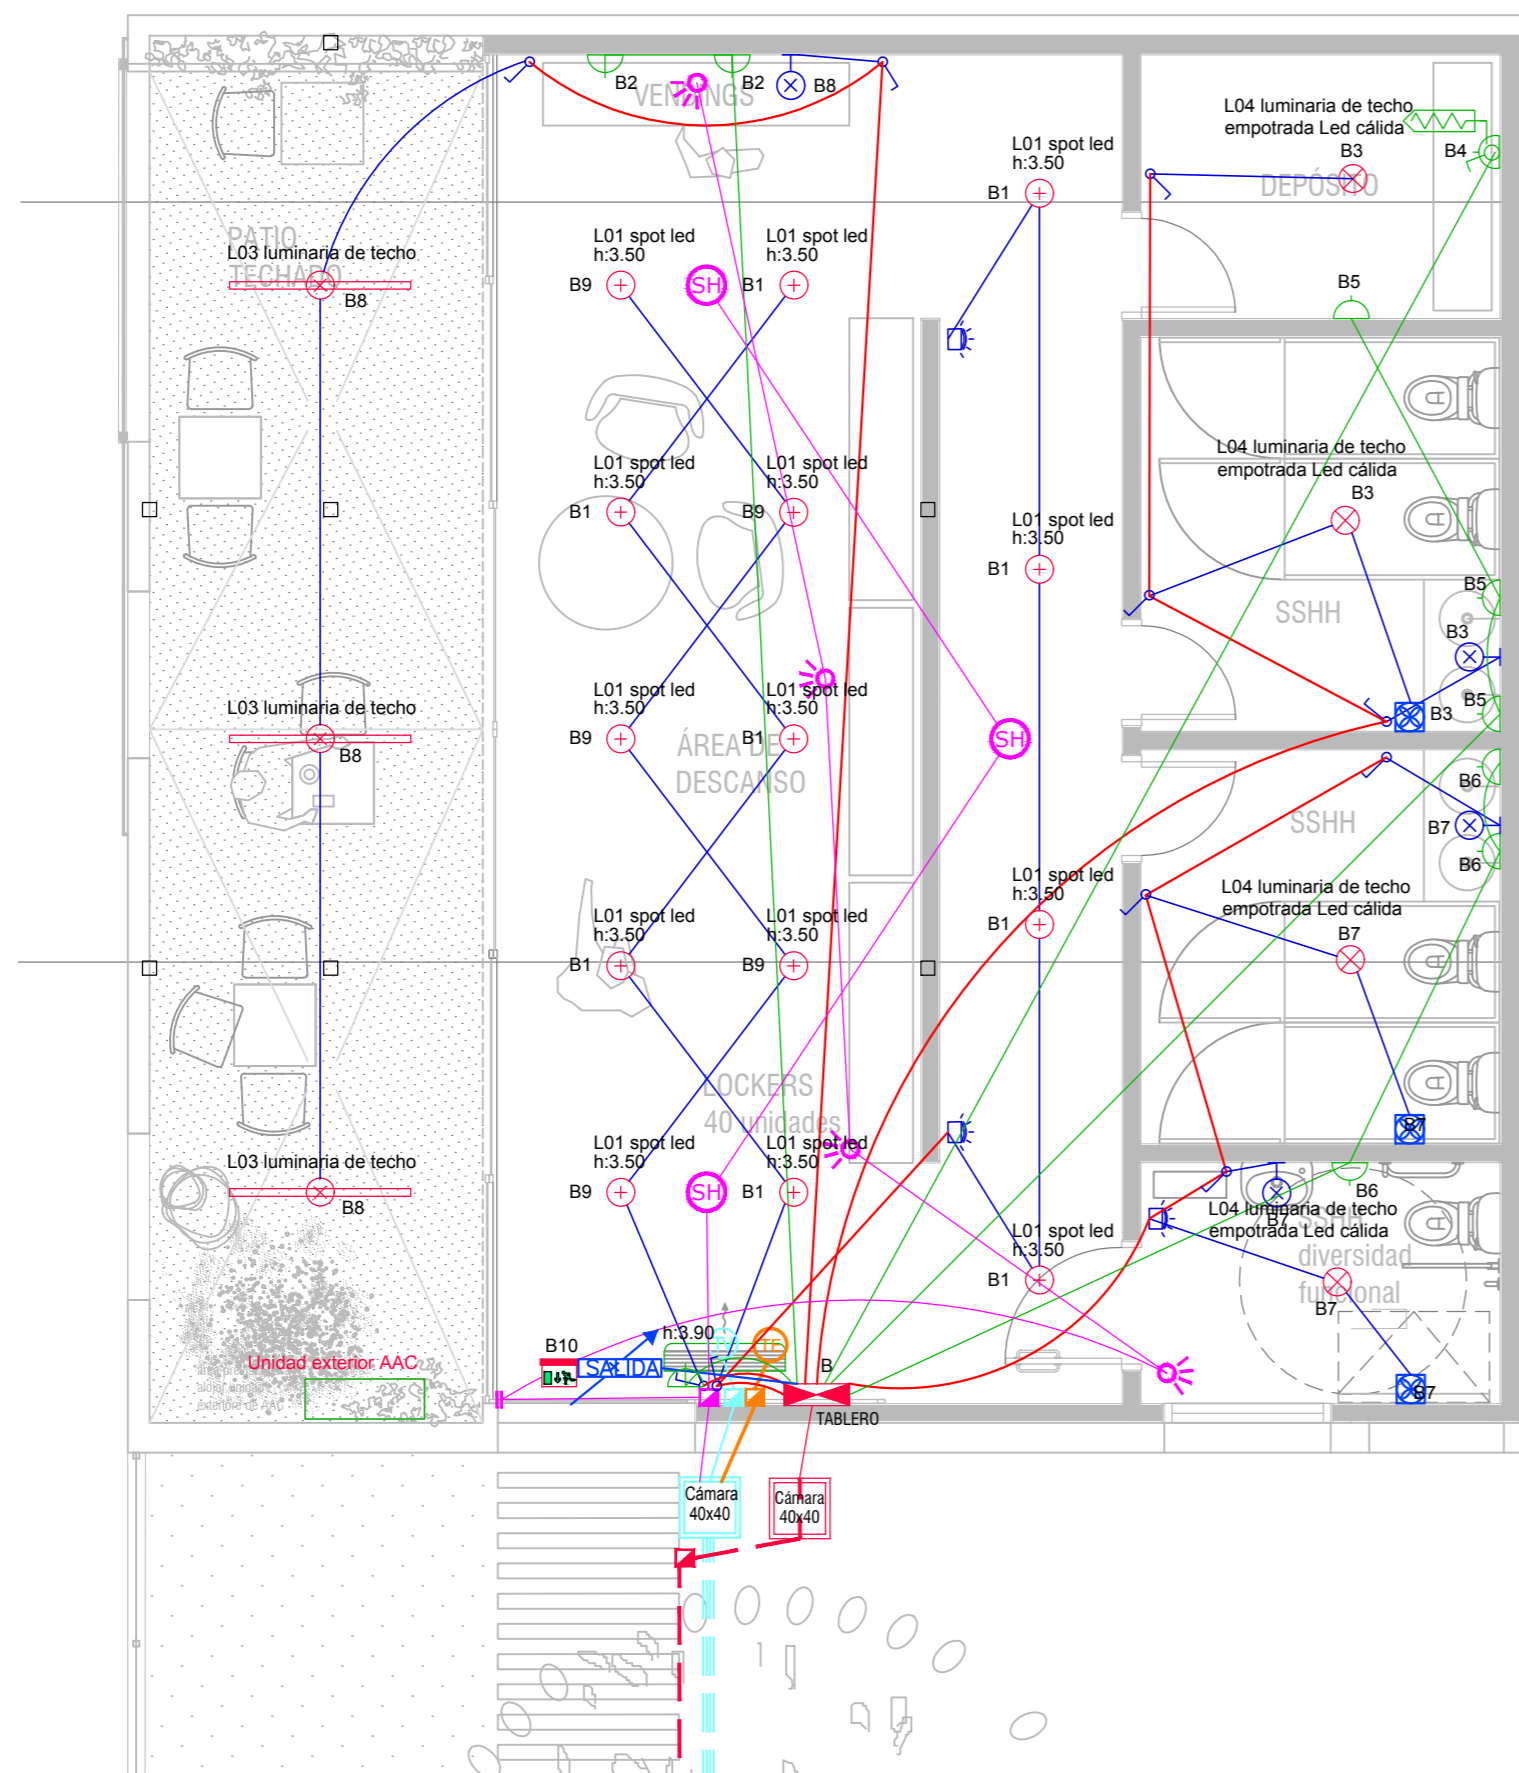 B2
B2
B8
VENDINGS
L04 luminaria de techo
empotrada Led cálida
B3
B4
DEPÓSITO
L01 spot led
h:3.50
B1
PATIO
TECHADO
L03 luminaria de techo
B8
L01 spot led
h:3.50
B9
SH
L01 spot led
h:3.50
B1
B5
L01 spot led
h:3.50
B1
L01 spot led
h:3.50
B9
L01 spot led
h:3.50
B1
L04 luminaria de techo
empotrada Led cálida
B3
SSHH
B5
B3
B5
B3
L03 luminaria de techo
B8
L01 spot led
h:3.50
B9
L01 spot led
h:3.50
B1
ÁREA DE
DESCANSO
SH
SSHH
B6
B7
B6
L01 spot led
h:3.50
B1
L01 spot led
h:3.50
B9
L01 spot led
h:3.50
B1
L04 luminaria de techo
empotrada Led cálida
B7
B7
LOCKERS
40 unidades
L03 luminaria de techo
B8
L01 spot led
h:3.50
B9
SH
L01 spot led
h:3.50
B1
L01 spot led
h:3.50
B1
B6
B7
L04 luminaria de techo
empotrada Led cálida
SSHH
diversidad
funcional
B7
B7
Unidad exterior AAC
alojar unidades
exteriore de AAC
B10
SALIDA
h:3.90
TE
B
TABLERO
Cámara
40x40
Cámara
40x40